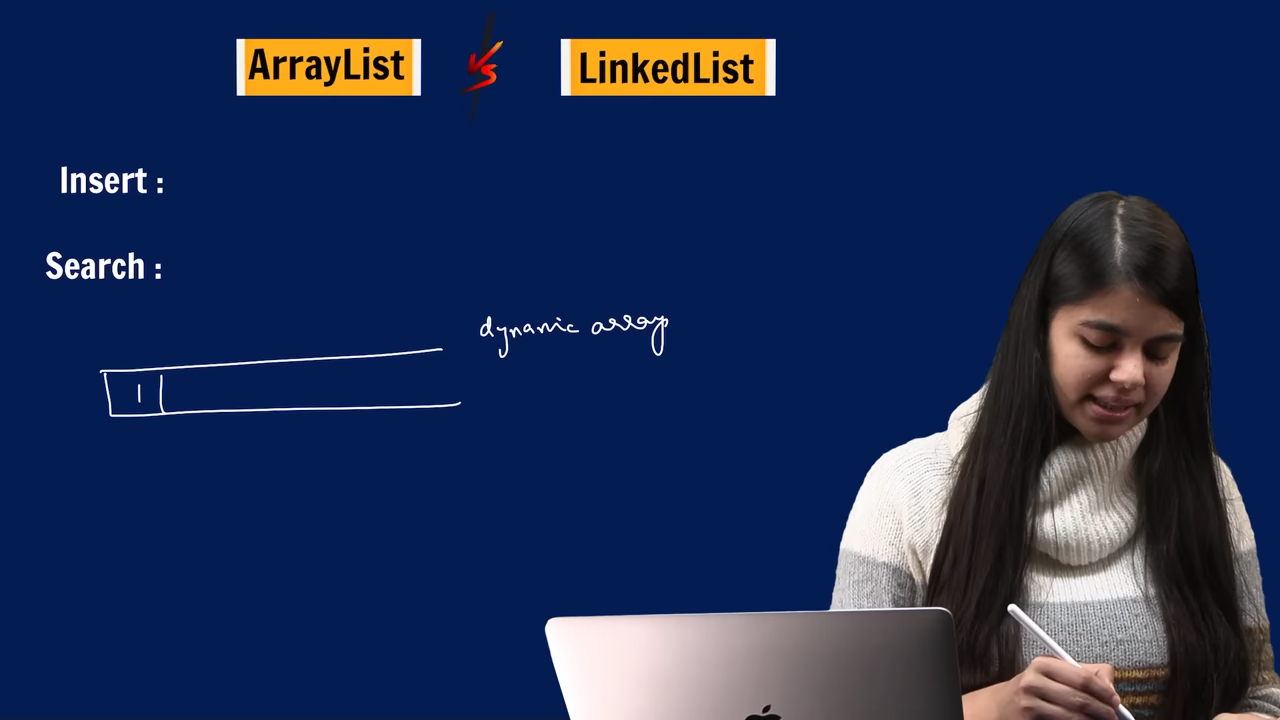 ArrayList VS LinkedList
Insert :
Search :
dynamic array
1